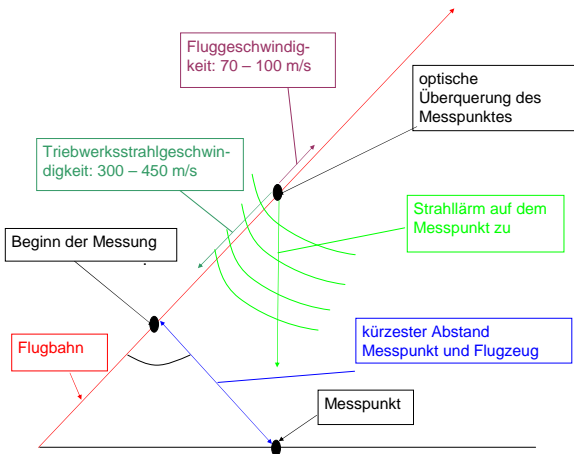 Fluggeschwindig-
keit: 70 – 100 m/s
optische
Überquerung des
Messpunktes
Triebwerksstrahlgeschwin-
digkeit: 300 – 450 m/s
Strahllärm auf dem
Messpunkt zu
Beginn der Messung
kürzester Abstand
Messpunkt und Flugzeug
Flugbahn
Messpunkt